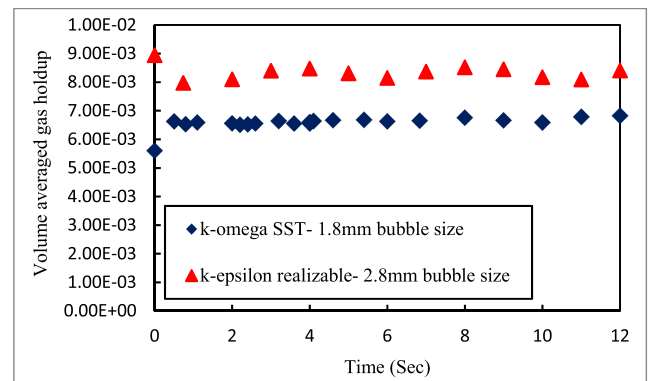 1.00E-02
9.00E-03
8.00E-03
7.00E-03
6.00E-03
5.00E-03
4.00E-03
3.00E-03
2.00E-03
1.00E-03
0.00E+00
Volume averaged gas holdup
k-omega SST- 1.8mm bubble size
k-epsilon realizable- 2.8mm bubble size
0 2 4 6 8 10 12
Time (Sec)